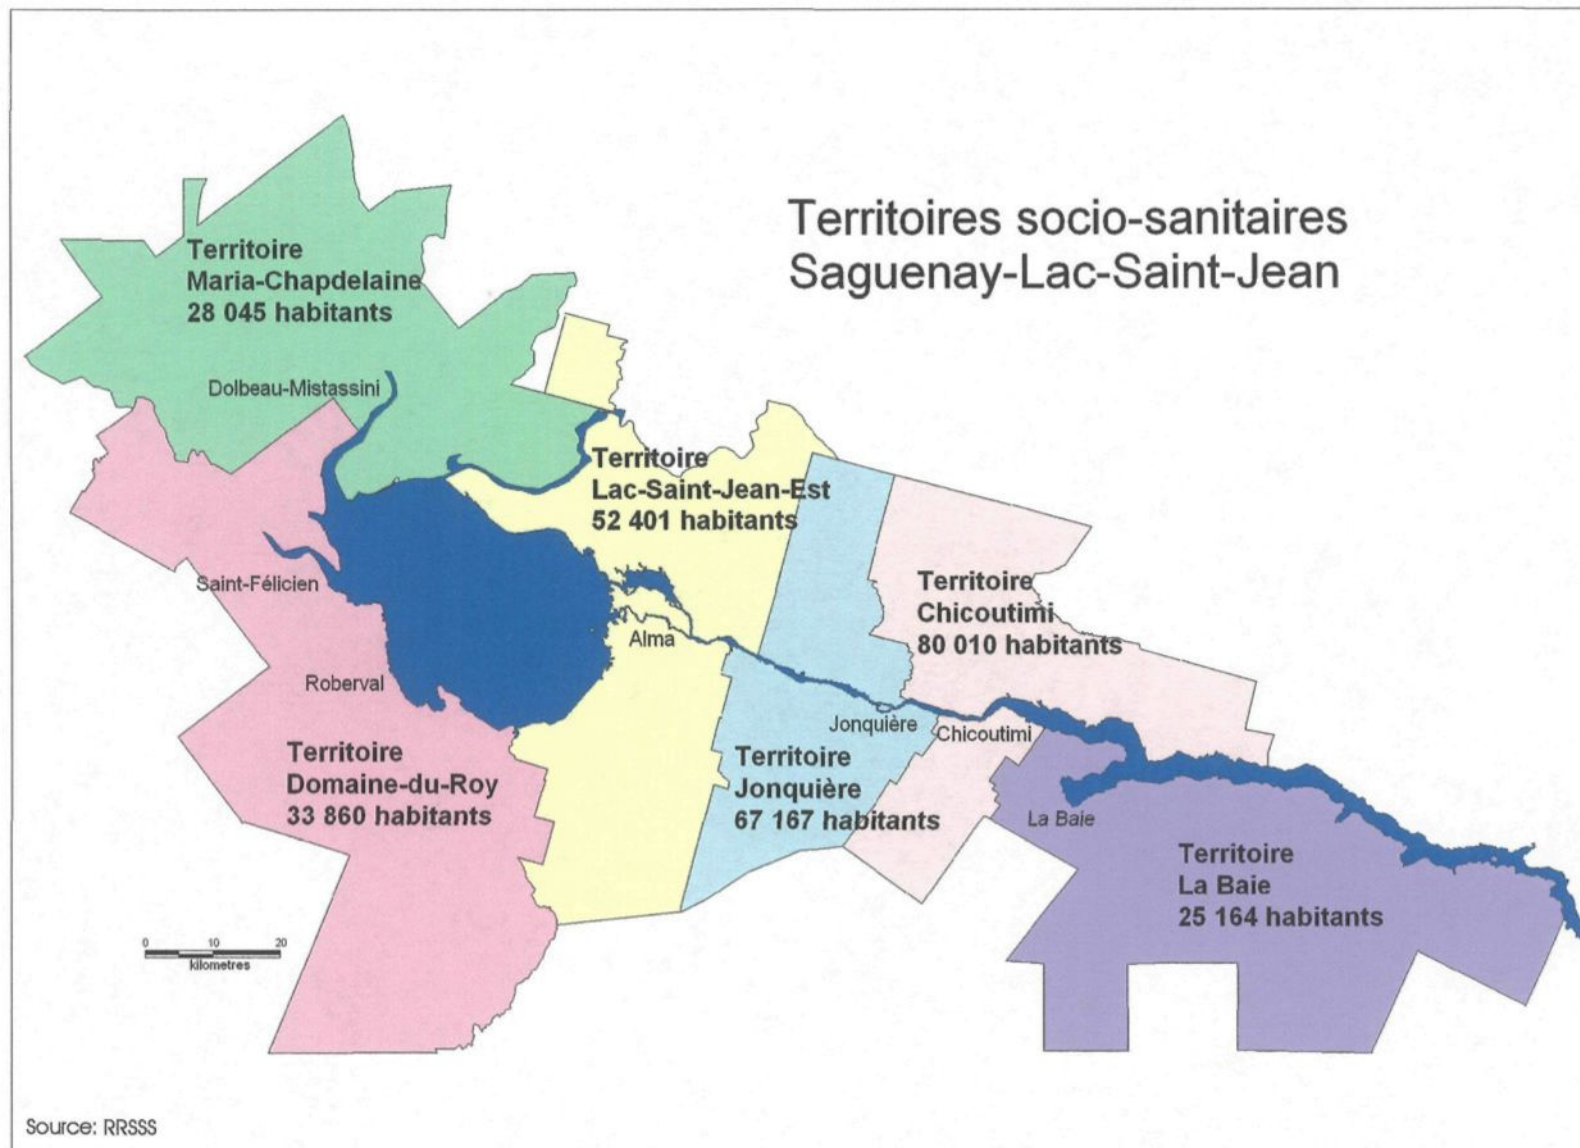 Territoires socio-sanitaires
Saguenay-Lac-Saint-Jean
Territoire
Maria-Chapdelaine
28 045 habitants
Dolbeau-Mistassini
Territoire
Lac-Saint-Jean-Est
52 401 habitants
Saint-Félicien
Territoire
Chicoutimi
80 010 habitants
Alma
Roberval
Jonquière
Chicoutimi
Territoire
Domaine-du-Roy
33 860 habitants
Territoire
Jonquière
67 167 habitants
La Baie
Territoire
La Baie
25 164 habitants
0 10 20
kilometres
Source: RRSSS